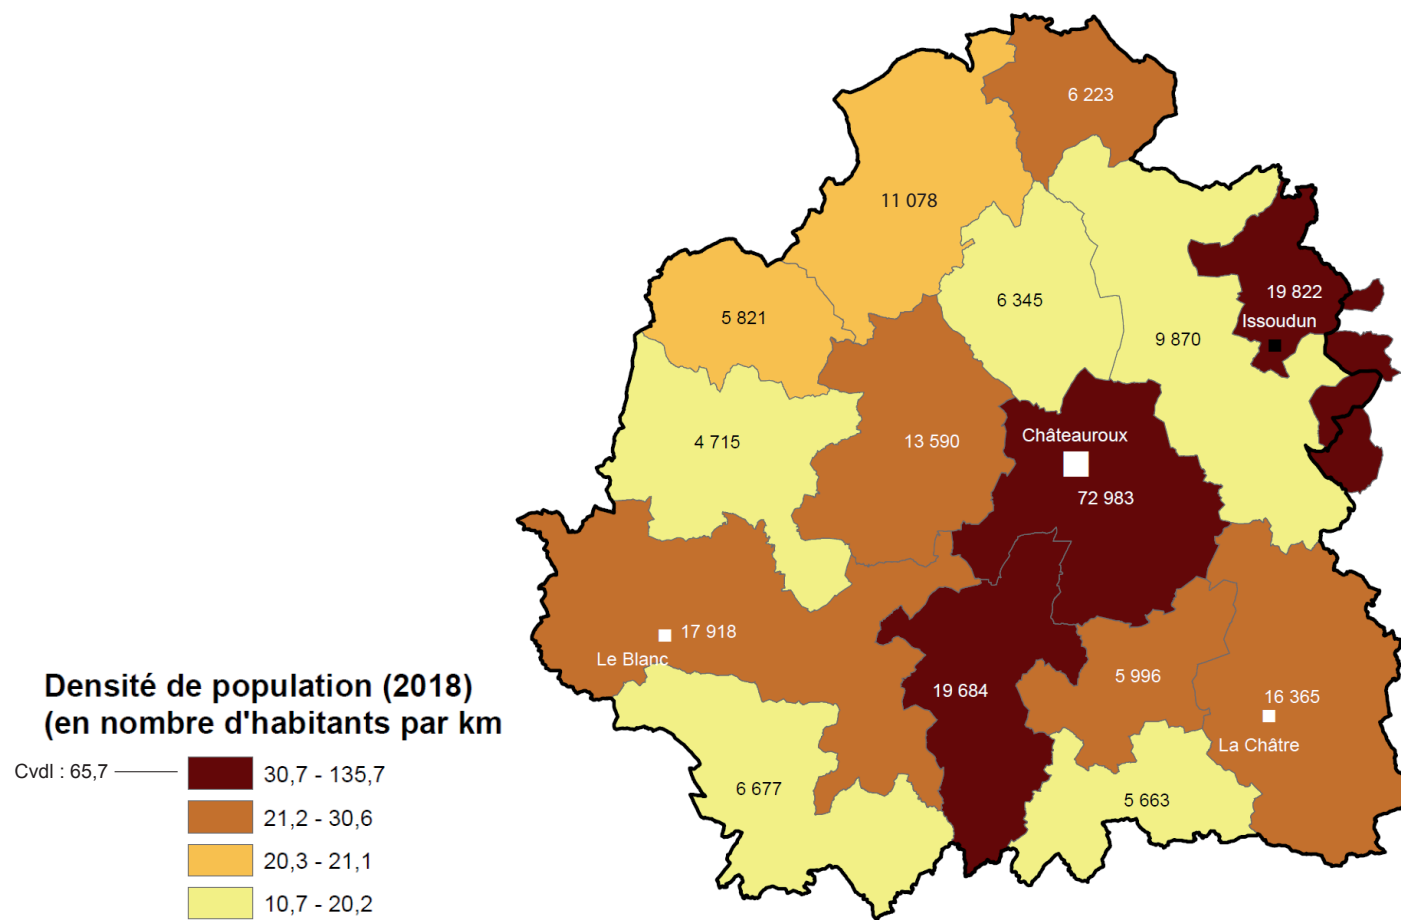 6 223
11 078
19 822
Issoudun
6 345
5 821
9 870
Châteauroux
4 715
13 590
72 983
17 918
Le Blanc
5 996
19 684
16 365
La Châtre
6 677
5 663
Densité de population (2018)
(en nombre d'habitants par km
Cvdl : 65,7
30,7 - 135,7
21,2 - 30,6
20,3 - 21,1
10,7 - 20,2